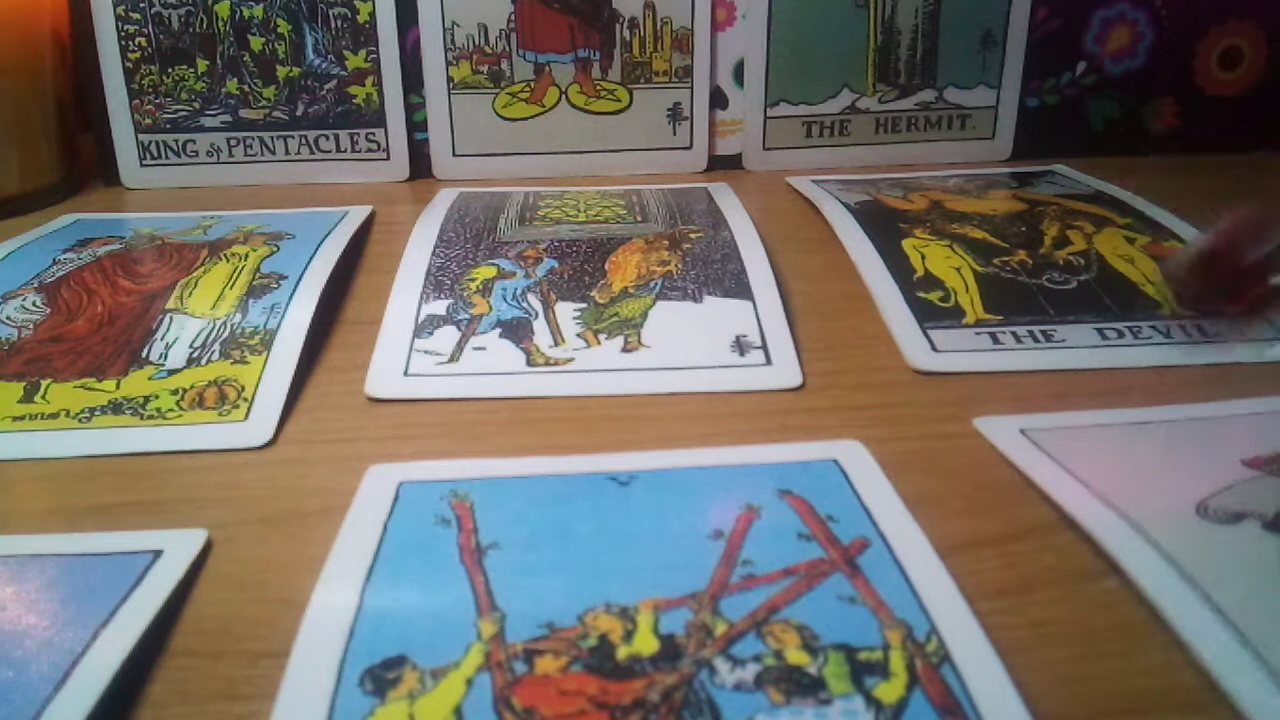 KING of PENTACLES.
THE HERMIT.
THE DEVIL